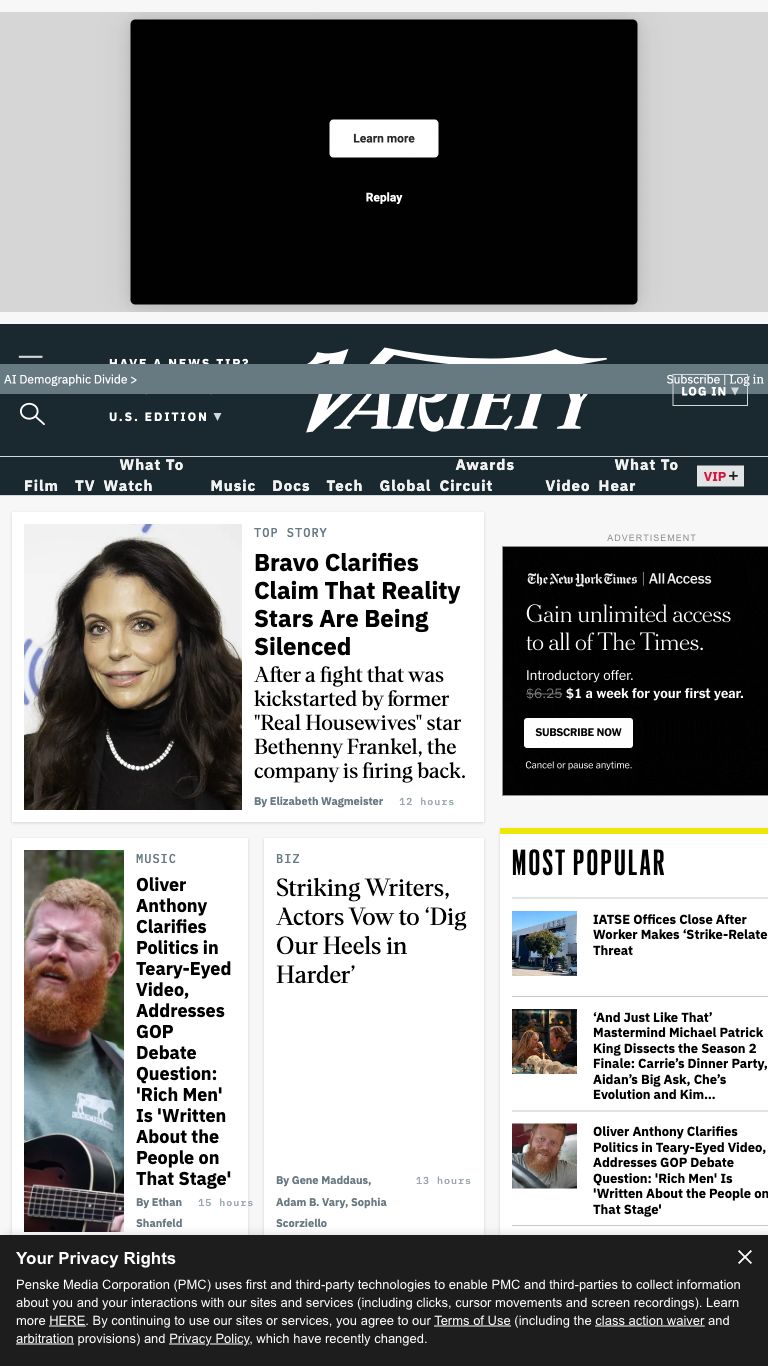 Learn more
Replay
HAVE A NEWS TIP?
AI Demographic Divide >
Subscribe | Log in
VARIETY
LOG IN ▼
U.S. EDITION ▼
Film TV What To Watch Music Docs Tech Global Awards Circuit Video What To Hear VIP+
TOP STORY
Bravo Clarifies
Claim That Reality
Stars Are Being
Silenced
After a fight that was
kickstarted by former
"Real Housewives" star
Bethenny Frankel, the
company is firing back.
By Elizabeth Wagmeister 12 hours
ADVERTISEMENT
The New York Times | All Access
Gain unlimited access
to all of The Times.
Introductory offer.
$6.25 $1 a week for your first year.
SUBSCRIBE NOW
Cancel or pause anytime.
MUSIC
Oliver
Anthony
Clarifies
Politics in
Teary-Eyed
Video,
Addresses
GOP
Debate
Question:
'Rich Men'
Is 'Written
About the
People on
That Stage'
By Ethan 15 hours
Shanfeld
BIZ
Striking Writers,
Actors Vow to ‘Dig
Our Heels in
Harder’
By Gene Maddaus, 13 hours
Adam B. Vary, Sophia
Scorziello
MOST POPULAR
IATSE Offices Close After
Worker Makes ‘Strike-Relate
Threat
‘And Just Like That’
Mastermind Michael Patrick
King Dissects the Season 2
Finale: Carrie’s Dinner Party,
Aidan’s Big Ask, Che’s
Evolution and Kim...
Oliver Anthony Clarifies
Politics in Teary-Eyed Video,
Addresses GOP Debate
Question: 'Rich Men' Is
'Written About the People on
That Stage'
Your Privacy Rights
Penske Media Corporation (PMC) uses first and third-party technologies to enable PMC and third-parties to collect information
about you and your interactions with our sites and services (including clicks, cursor movements and screen recordings). Learn
more HERE. By continuing to use our sites or services, you agree to our Terms of Use (including the class action waiver and
arbitration provisions) and Privacy Policy, which have recently changed.